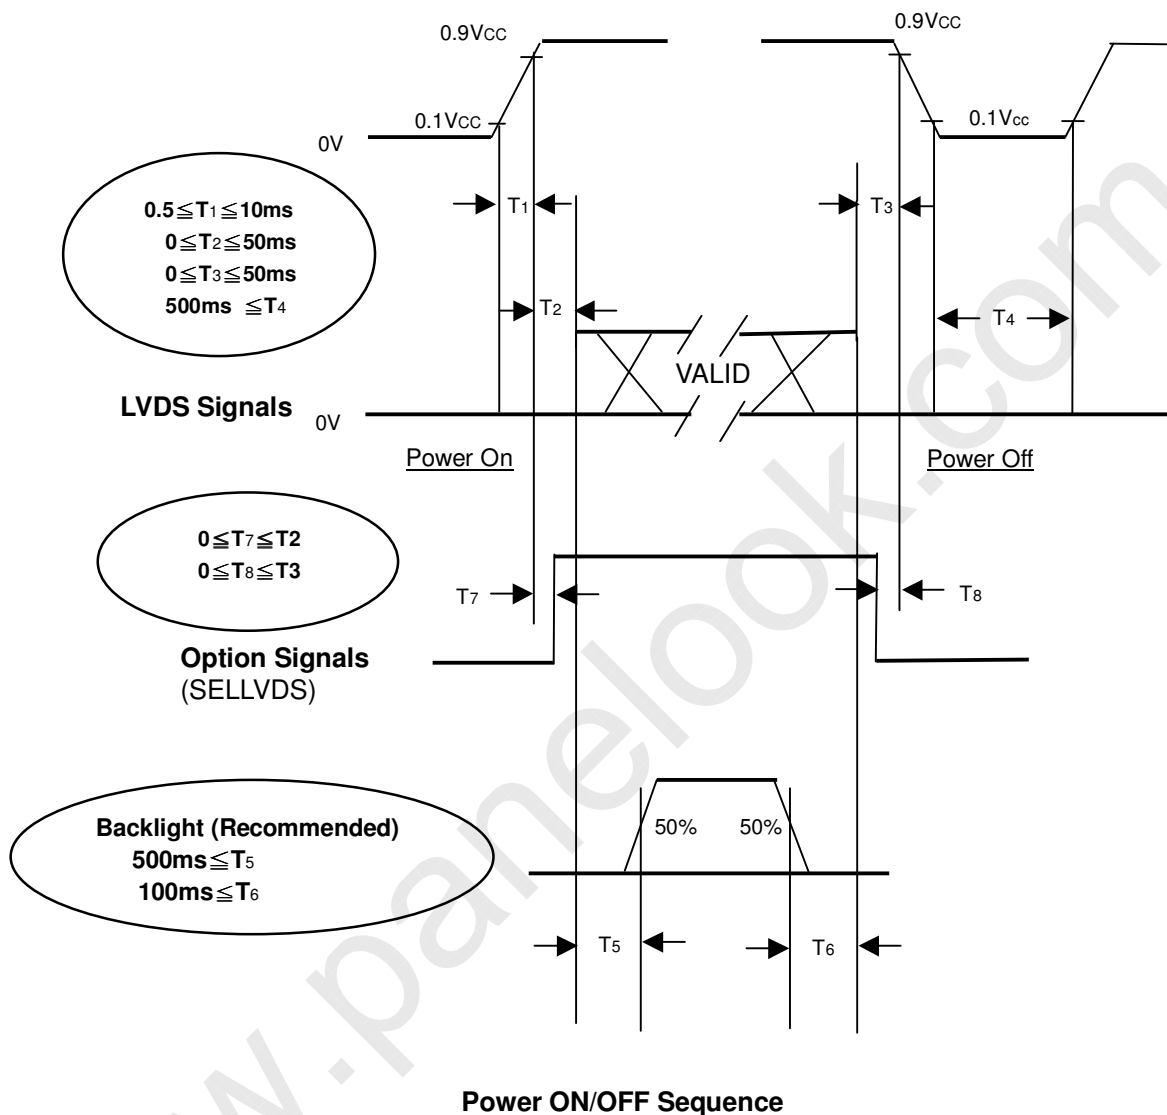 0.9Vcc
0.9Vcc
0.1Vcc
0.1Vcc
0V
0.5≦T1≦10ms
0≦T2≦50ms
0≦T3≦50ms
500ms ≦T4
T1
T3
T2
T4
VALID
LVDS Signals
0V
Power On
Power Off
0≦T7≦T2
0≦T8≦T3
T7
T8
Option Signals
(SELLVDS)
Backlight (Recommended)
500ms≦T5
100ms≦T6
50%
50%
T5
T6
Power ON/OFF Sequence
w.panelook.com